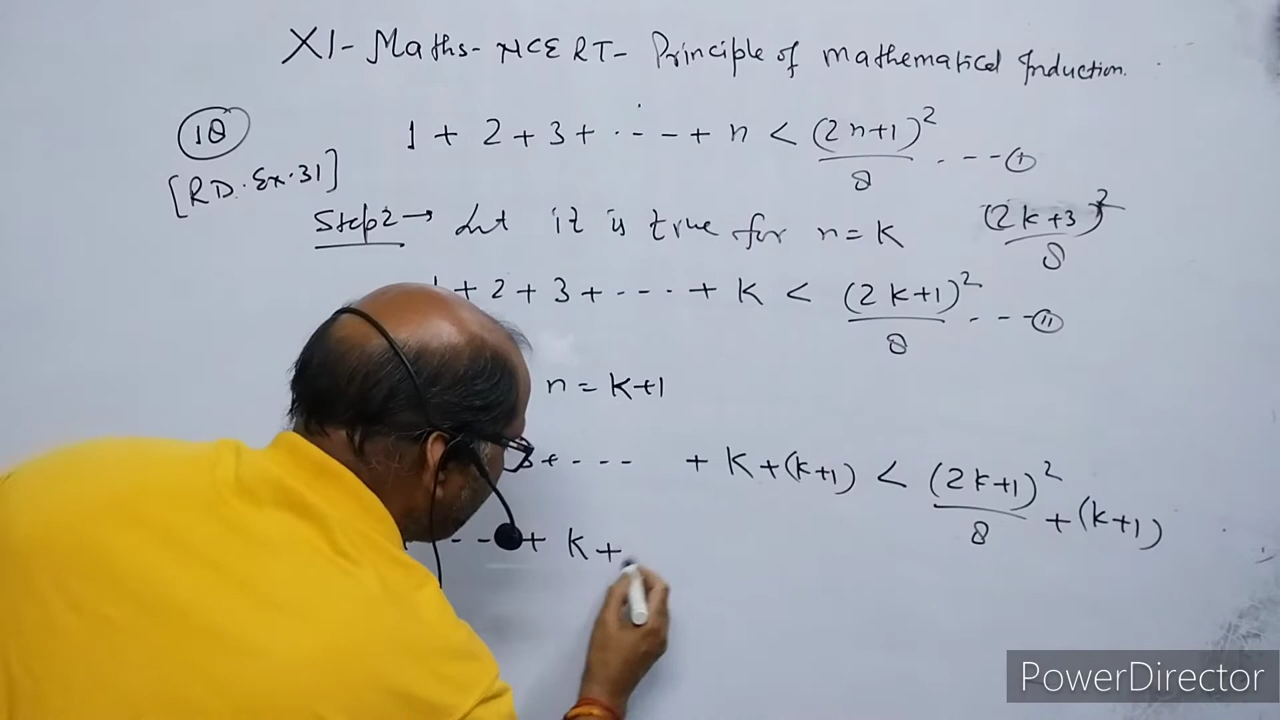 XI- Maths- NCERT- Principle of mathematical Induction.
18
1 + 2 + 3 + ---- + n < (2n+1)²/8 ---- (I)
[RD. Ex. 31]
Step2 → Let it is true for n = K
(2k+3)²/8
1 + 2 + 3 + ---- + K < (2k+1)²/8 --- (II)
n = k+1
3 + --- + K + (k+1) < (2k+1)²/8 + (k+1)
--- + K +
PowerDirector